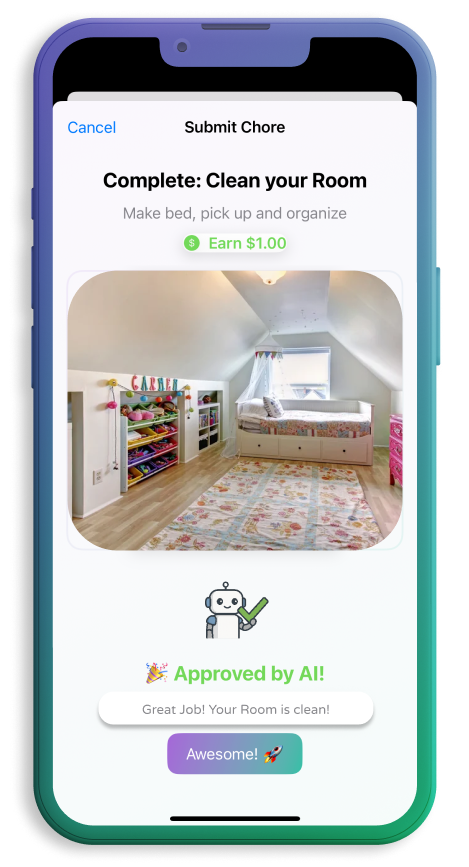 Cancel
Submit Chore
Complete: Clean your Room
Make bed, pick up and organize
$ Earn $1.00
CARMEN
🎉 Approved by AI!
Great Job! Your Room is clean!
Awesome! 🚀